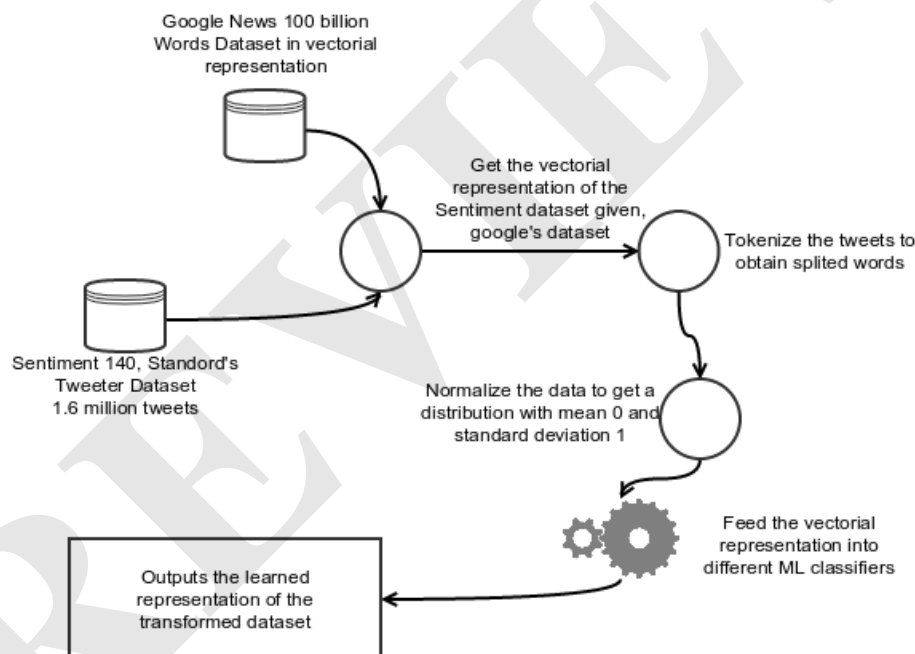 Google News 100 billion
Words Dataset in vectorial
representation
Get the vectorial
representation of the
Sentiment dataset given,
google's dataset
Tokenize the tweets to
obtain splited words
Sentiment 140, Standord's
Tweeter Dataset
1.6 million tweets
Normalize the data to get a
distribution with mean 0 and
standard deviation 1
Feed the vectorial
representation into
different ML classifiers
Outputs the learned
representation of the
transformed dataset
REVIE